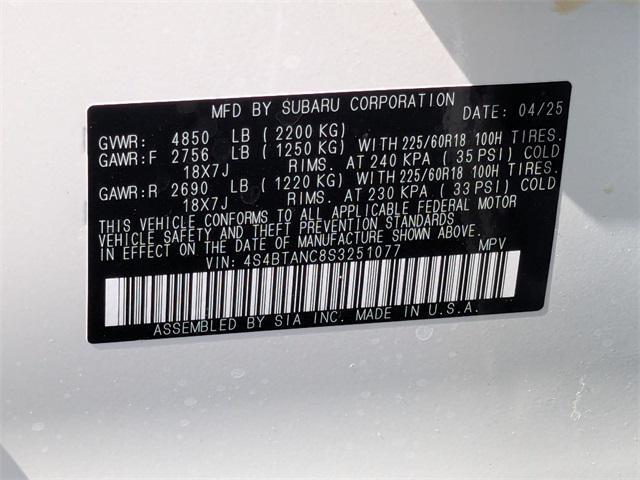 MFD BY SUBARU CORPORATION DATE: 04/25
GVWR: 4850 LB (2200 KG)
GAWR:F 2756 LB (1250 KG) WITH 225/60R18 100H TIRES.
18X7J RIMS. AT 240 KPA (35 PSI) COLD
GAWR:R 2690 LB (1220 KG) WITH 225/60R18 100H TIRES.
18X7J RIMS. AT 230 KPA (33 PSI) COLD
THIS VEHICLE CONFORMS TO ALL APPLICABLE FEDERAL MOTOR
VEHICLE SAFETY AND THEFT PREVENTION STANDARDS
IN EFFECT ON THE DATE OF MANUFACTURE SHOWN ABOVE.
VIN: 4S4BTANC8S3251077 MPV
ASSEMBLED BY SIA INC. MADE IN U.S.A.